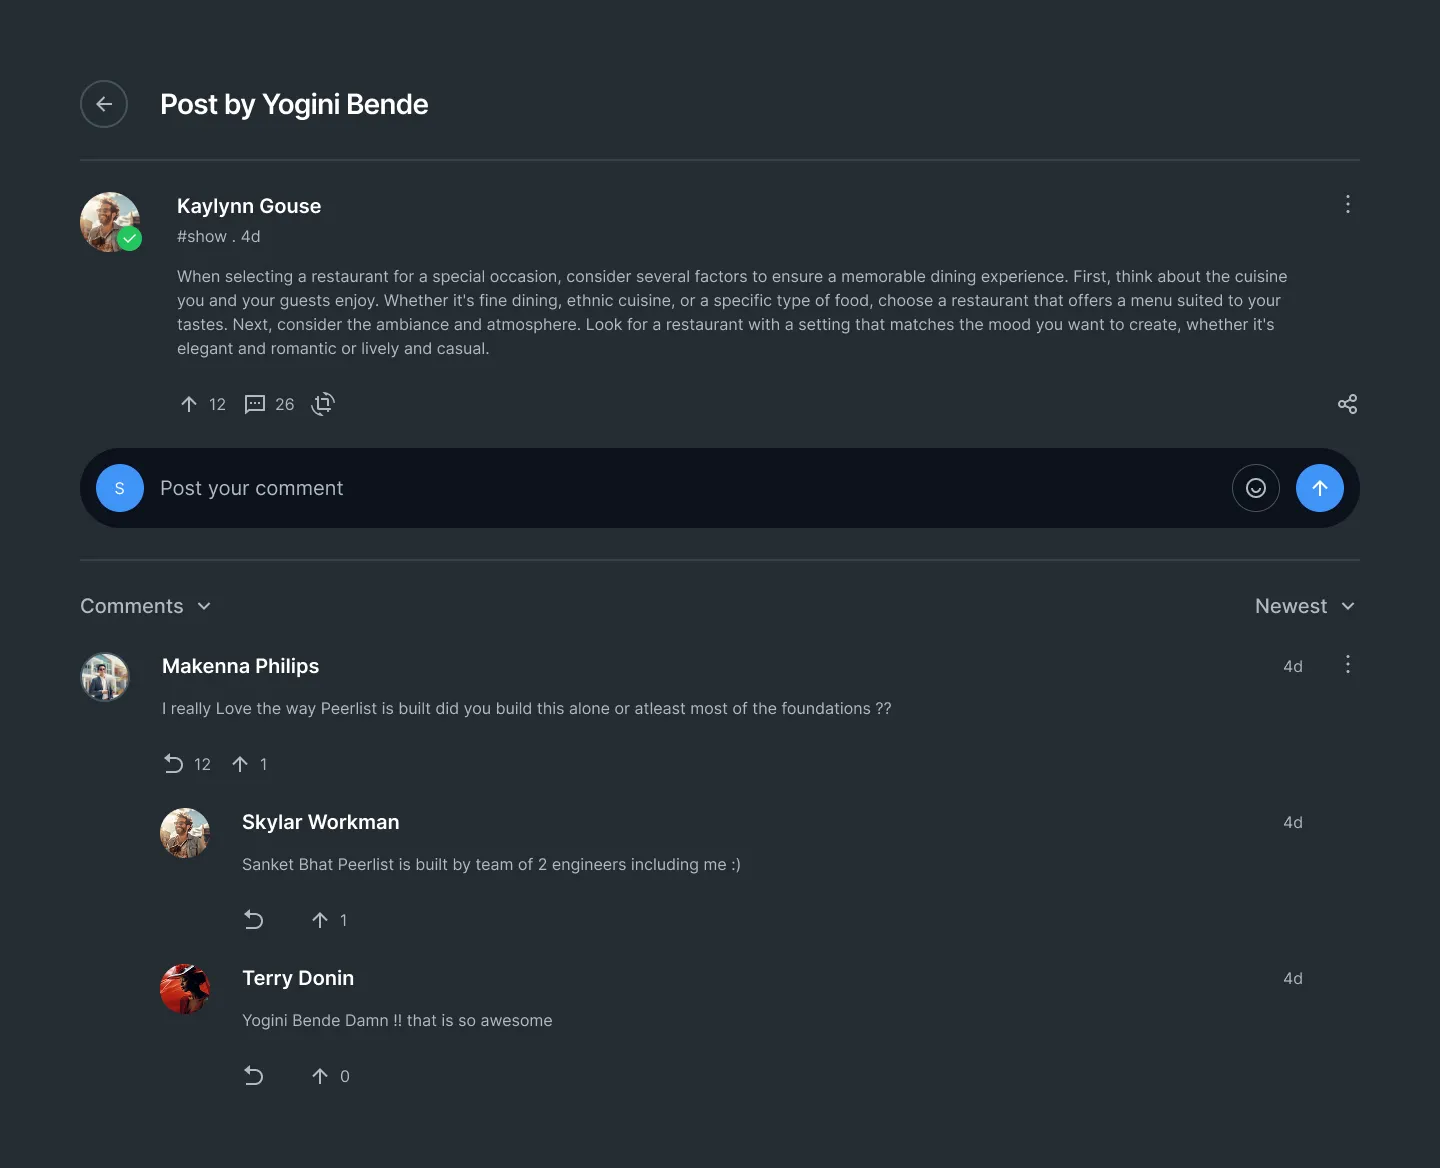 Post by Yogini Bende
Kaylynn Gouse
#show . 4d
When selecting a restaurant for a special occasion, consider several factors to ensure a memorable dining experience. First, think about the cuisine
you and your guests enjoy. Whether it's fine dining, ethnic cuisine, or a specific type of food, choose a restaurant that offers a menu suited to your
tastes. Next, consider the ambiance and atmosphere. Look for a restaurant with a setting that matches the mood you want to create, whether it's
elegant and romantic or lively and casual.
12 26
S Post your comment
Comments Newest
Makenna Philips 4d
I really Love the way Peerlist is built did you build this alone or atleast most of the foundations ??
12 1
Skylar Workman 4d
Sanket Bhat Peerlist is built by team of 2 engineers including me :)
1
Terry Donin 4d
Yogini Bende Damn !! that is so awesome
0